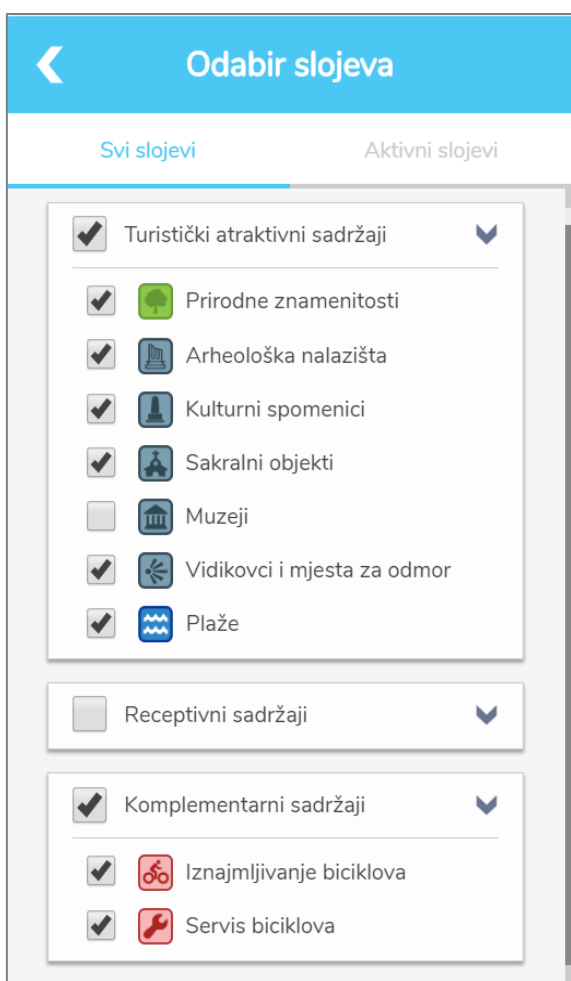 Odabir slojeva
Svi slojevi
Aktivni slojevi
Turistički atraktivni sadržaji
Prirodne znamenitosti
Arheološka nalazišta
Kulturni spomenici
Sakralni objekti
Muzeji
Vidikovci i mjesta za odmor
Plaže
Receptivni sadržaji
Komplementarni sadržaji
Iznajmljivanje biciklova
Servis biciklova